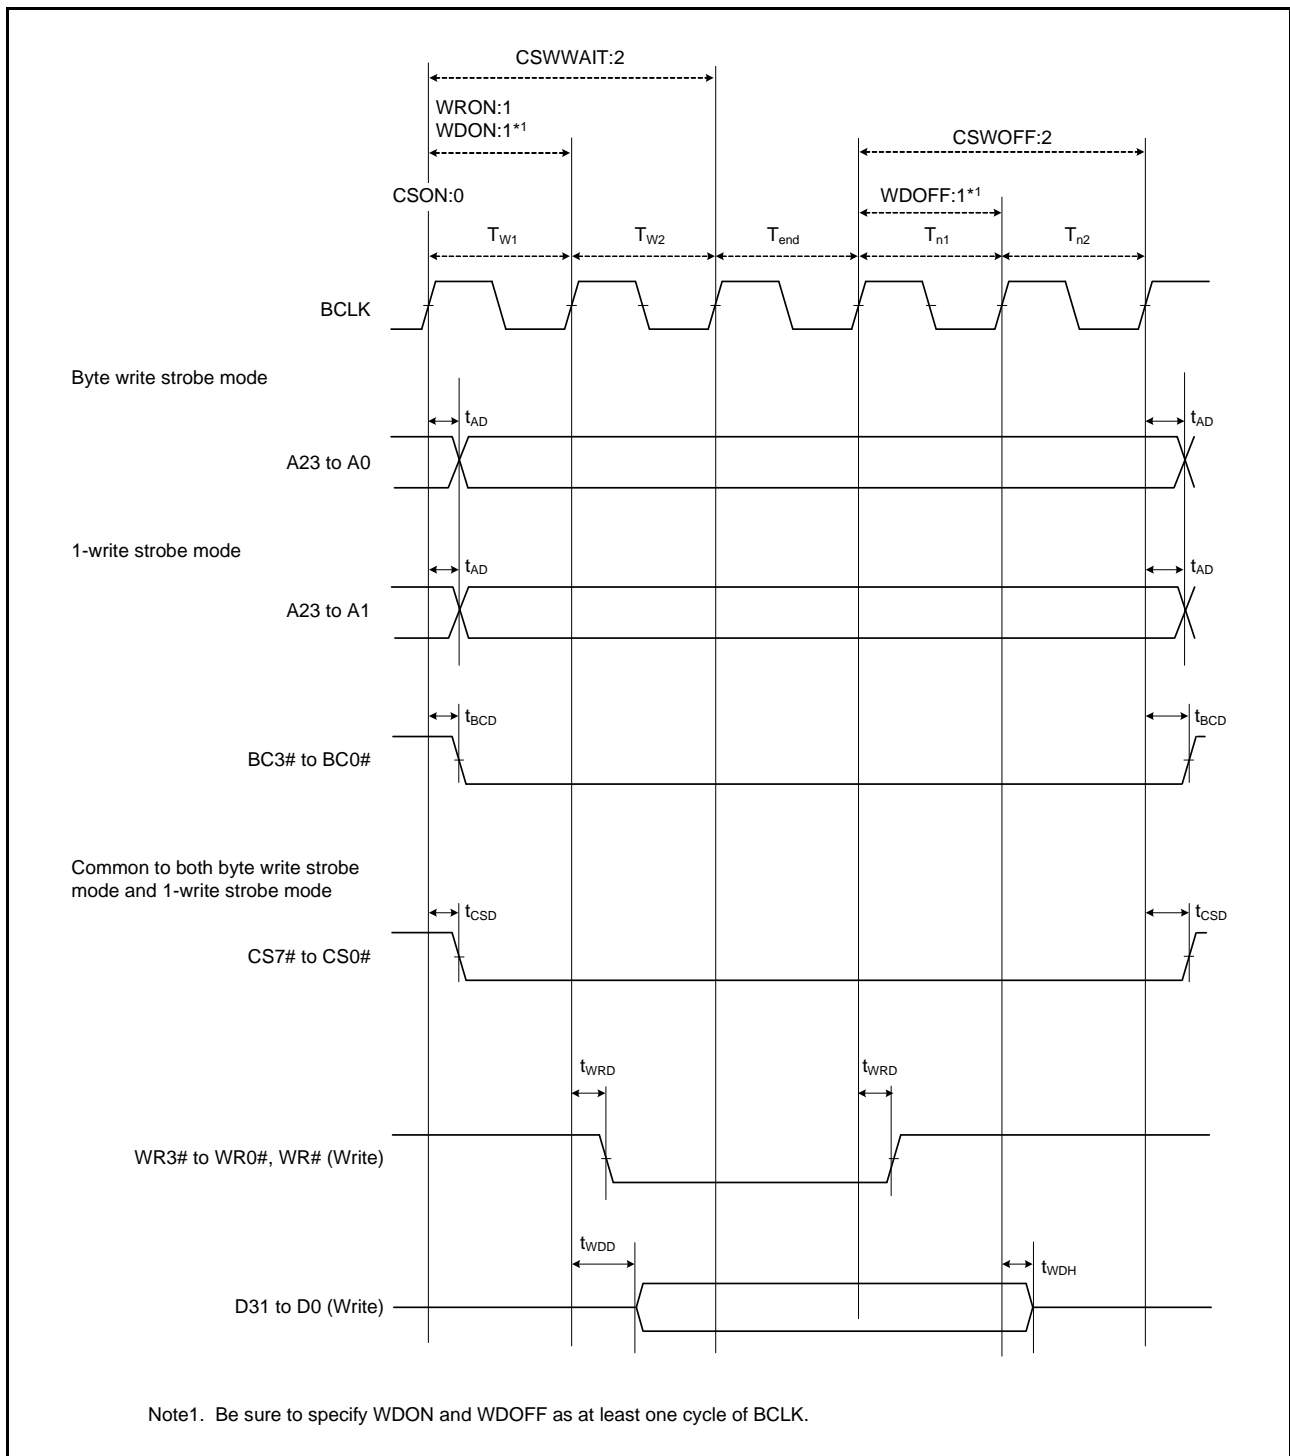 CSWWAIT:2
WRON:1
WDON:1*1
CSWOFF:2
CSON:0
WDOFF:1*1
TW1
TW2
Tend
Tn1
Tn2
BCLK
Byte write strobe mode
tAD
tAD
A23 to A0
1-write strobe mode
tAD
tAD
A23 to A1
tBCD
tBCD
BC3# to BC0#
Common to both byte write strobe
mode and 1-write strobe mode
tCSD
tCSD
CS7# to CS0#
tWRD
tWRD
WR3# to WR0#, WR# (Write)
tWDD
tWDH
D31 to D0 (Write)
Note1. Be sure to specify WDON and WDOFF as at least one cycle of BCLK.